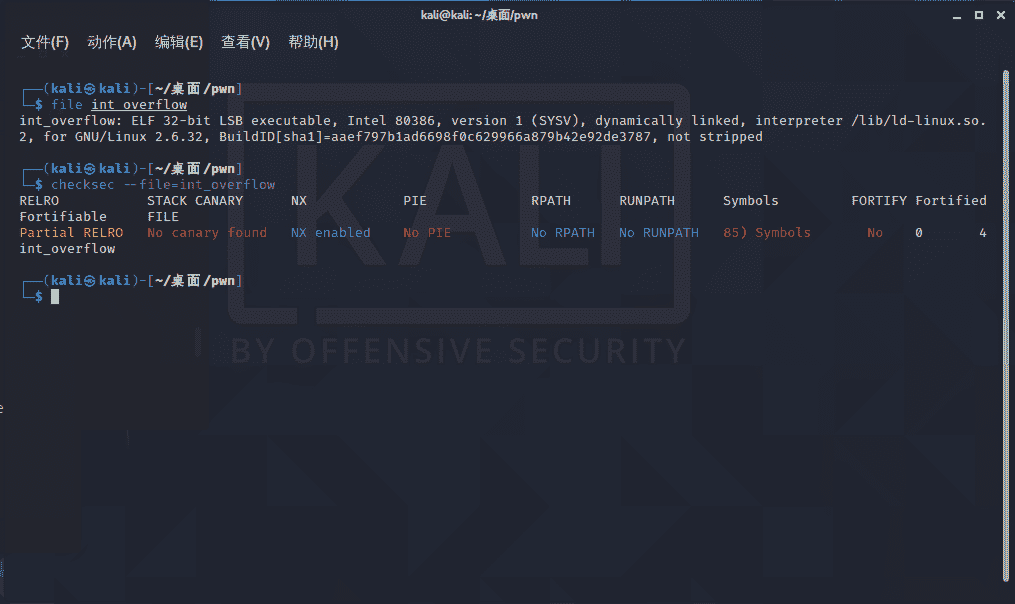 kali@kali: ~/桌面/pwn
文件(F) 动作(A) 编辑(E) 查看(V) 帮助(H)
┌──(kali㉿kali)-[~/桌面/pwn]
└─$ file int_overflow
int_overflow: ELF 32-bit LSB executable, Intel 80386, version 1 (SYSV), dynamically linked, interpreter /lib/ld-linux.so.
2, for GNU/Linux 2.6.32, BuildID[sha1]=aaef797b1ad6698f0c629966a879b42e92de3787, not stripped
┌──(kali㉿kali)-[~/桌面/pwn]
└─$ checksec --file=int_overflow
RELRO STACK CANARY NX PIE RPATH RUNPATH Symbols FORTIFY Fortified
Fortifiable FILE
Partial RELRO No canary found NX enabled No PIE No RPATH No RUNPATH 85) Symbols No 0 4
int_overflow
┌──(kali㉿kali)-[~/桌面/pwn]
└─$
KALI
BY OFFENSIVE SECURITY